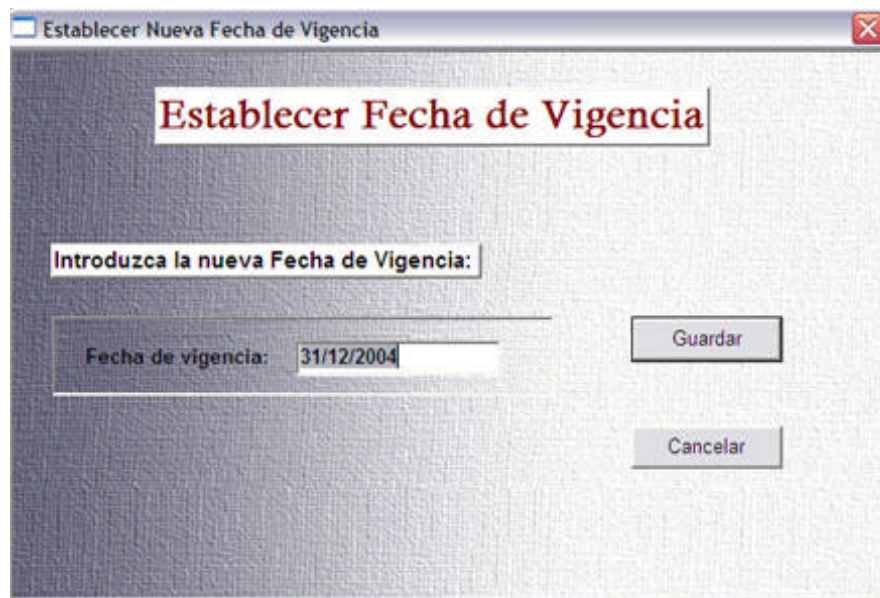 Establecer Nueva Fecha de Vigencia
Establecer Fecha de Vigencia
Introduzca la nueva Fecha de Vigencia:
Fecha de vigencia: 31/12/2004
Guardar
Cancelar